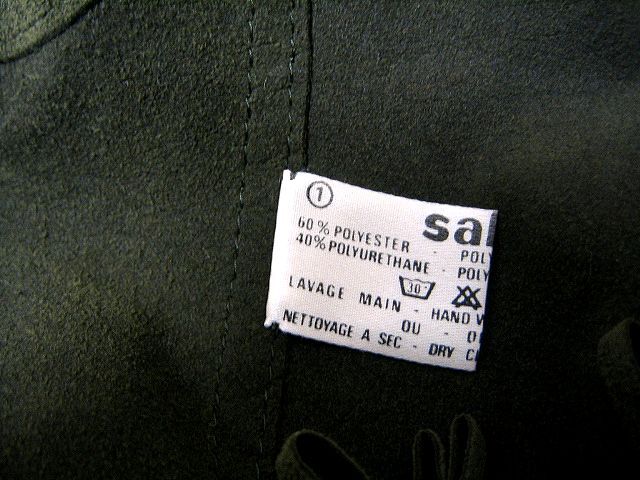 1
sa
60% POLYESTER - POLY
40% POLYURETHANE - POLY
30°
LAVAGE MAIN - HAND W
OU - O
NETTOYAGE A SEC - DRY C